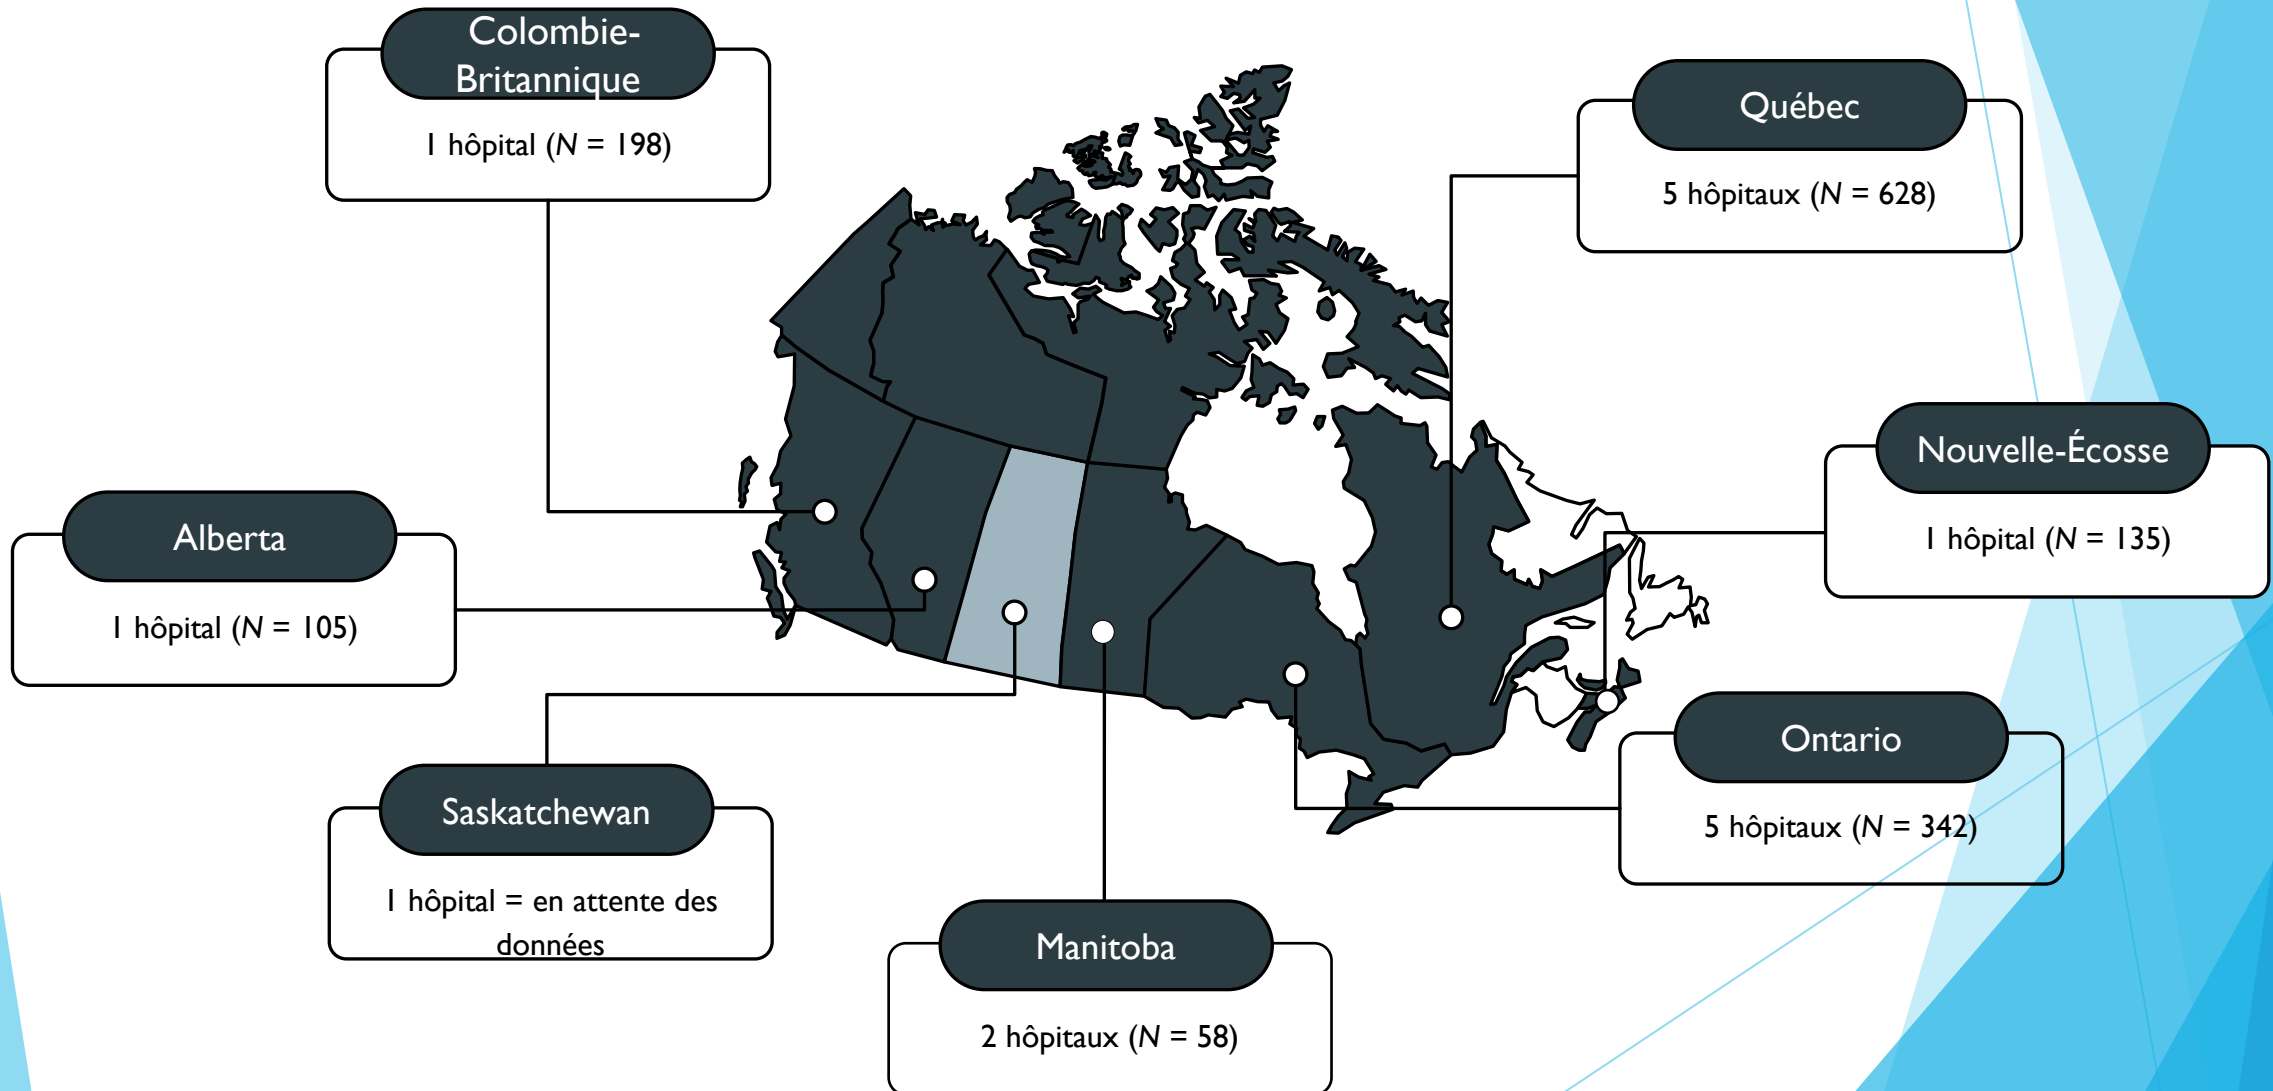 Colombie-
Britannique
1 hôpital (N = 198)
Québec
5 hôpitaux (N = 628)
Nouvelle-Écosse
1 hôpital (N = 135)
Alberta
1 hôpital (N = 105)
Ontario
5 hôpitaux (N = 342)
Saskatchewan
1 hôpital = en attente des
données
Manitoba
2 hôpitaux (N = 58)